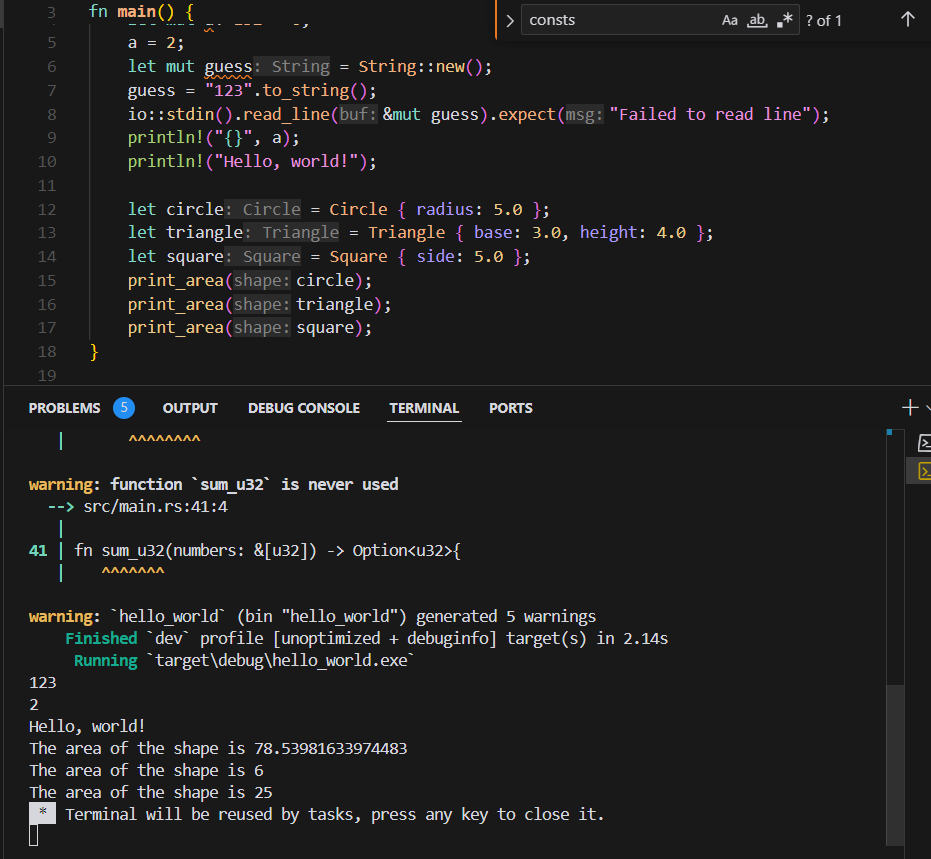 3 fn main() {
consts Aa ab .* ? of 1
5 a = 2;
6 let mut guess: String = String::new();
7 guess = "123".to_string();
8 io::stdin().read_line(buf: &mut guess).expect(msg: "Failed to read line");
9 println!("{}", a);
10 println!("Hello, world!");
11
12 let circle: Circle = Circle { radius: 5.0 };
13 let triangle: Triangle = Triangle { base: 3.0, height: 4.0 };
14 let square: Square = Square { side: 5.0 };
15 print_area(shape: circle);
16 print_area(shape: triangle);
17 print_area(shape: square);
18 }
19
PROBLEMS 5 OUTPUT DEBUG CONSOLE TERMINAL PORTS
| ^^^^^^^^
warning: function `sum_u32` is never used
--> src/main.rs:41:4
|
41 | fn sum_u32(numbers: &[u32]) -> Option<u32>{
| ^^^^^^^
warning: `hello_world` (bin "hello_world") generated 5 warnings
Finished `dev` profile [unoptimized + debuginfo] target(s) in 2.14s
Running `target\debug\hello_world.exe`
123
2
Hello, world!
The area of the shape is 78.53981633974483
The area of the shape is 6
The area of the shape is 25
* Terminal will be reused by tasks, press any key to close it.